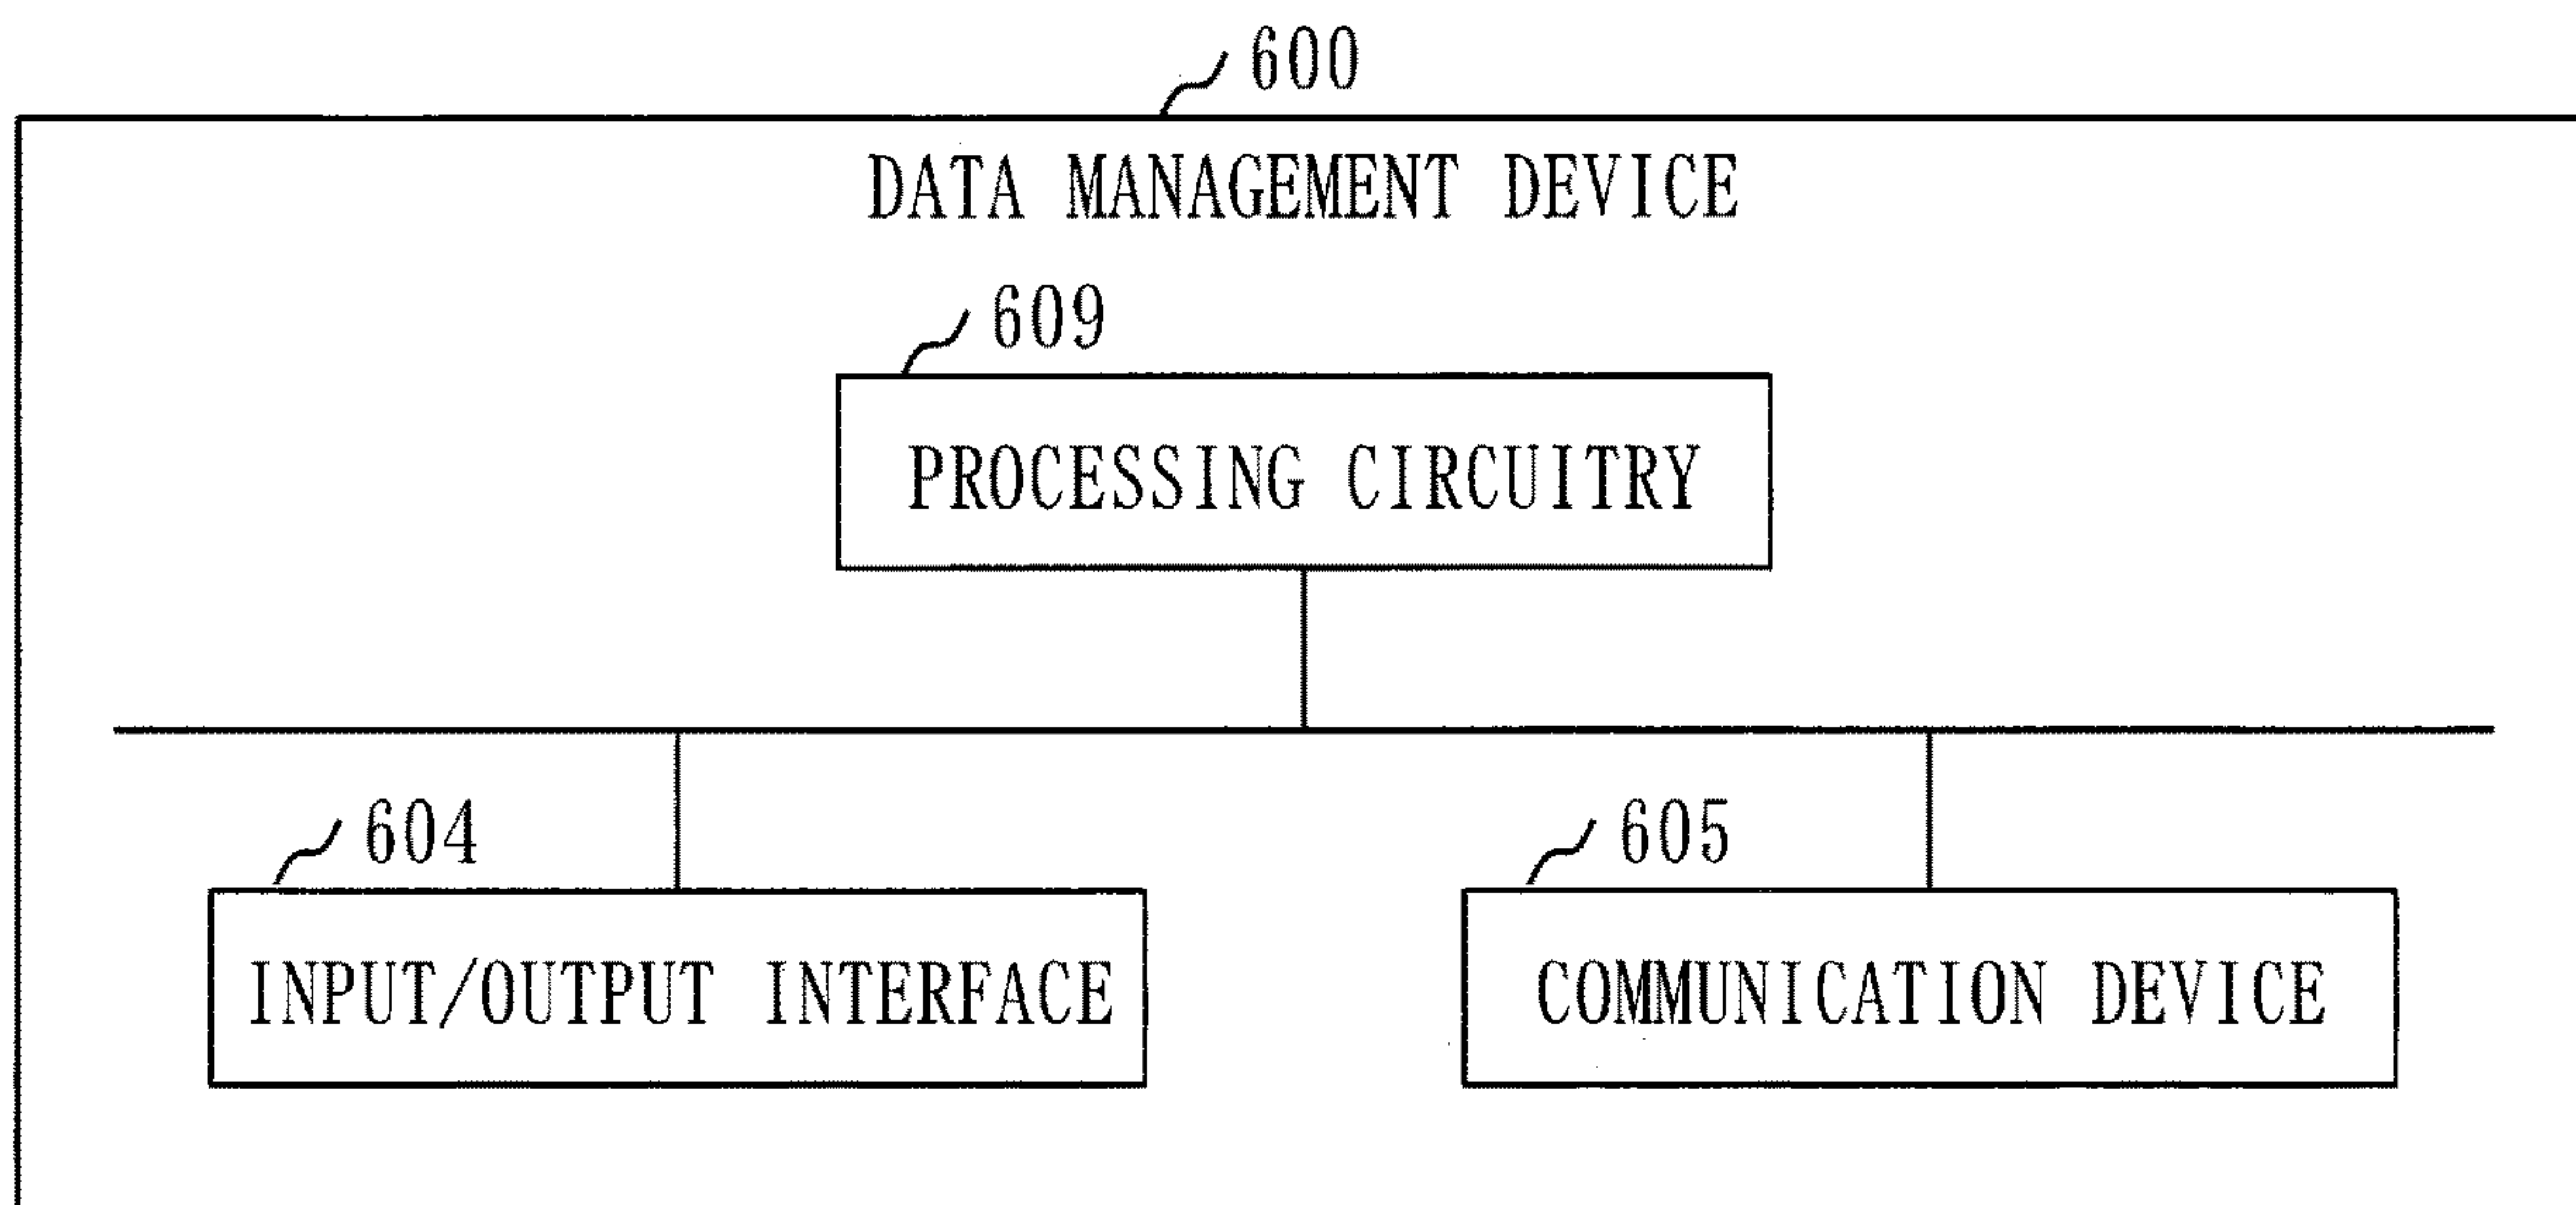 600
DATA MANAGEMENT DEVICE
609
PROCESSING CIRCUITRY
604
605
INPUT/OUTPUT INTERFACE
COMMUNICATION DEVICE